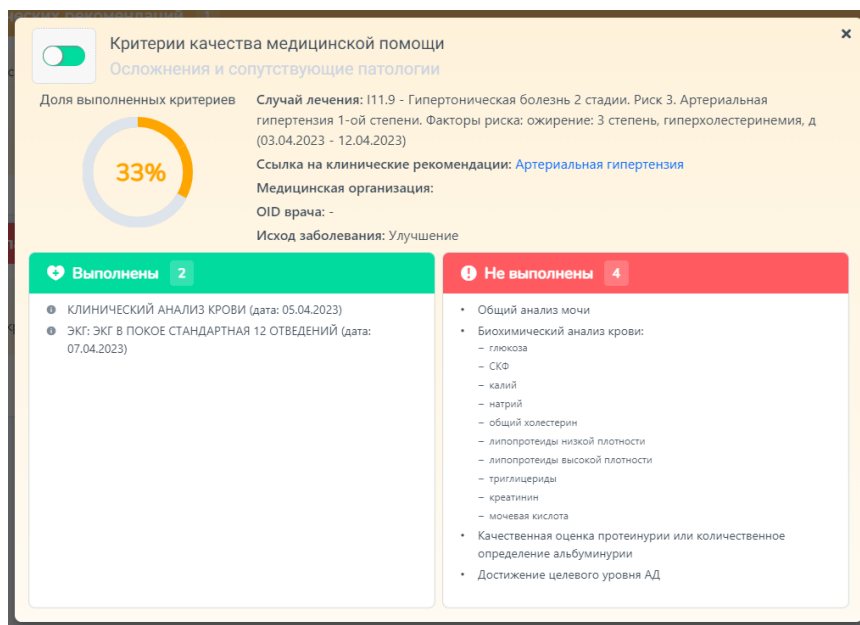 Критерии качества медицинской помощи
Осложнения и сопутствующие патологии
×
Доля выполненных критериев
33%
Случай лечения: I11.9 - Гипертоническая болезнь 2 стадии. Риск 3. Артериальная
гипертензия 1-ой степени. Факторы риска: ожирение: 3 степень, гиперхолестеринемия, д
(03.04.2023 - 12.04.2023)
Ссылка на клинические рекомендации: Артериальная гипертензия
Медицинская организация:
OID врача: -
Исход заболевания: Улучшение
Выполнены 2
КЛИНИЧЕСКИЙ АНАЛИЗ КРОВИ (дата: 05.04.2023)
ЭКГ: ЭКГ В ПОКОЕ СТАНДАРТНАЯ 12 ОТВЕДЕНИЙ (дата:
07.04.2023)
Не выполнены 4
• Общий анализ мочи
• Биохимический анализ крови:
– глюкоза
– СКФ
– калий
– натрий
– общий холестерин
– липопротеиды низкой плотности
– липопротеиды высокой плотности
– триглицериды
– креатинин
– мочевая кислота
• Качественная оценка протеинурии или количественное
определение альбуминурии
• Достижение целевого уровня АД